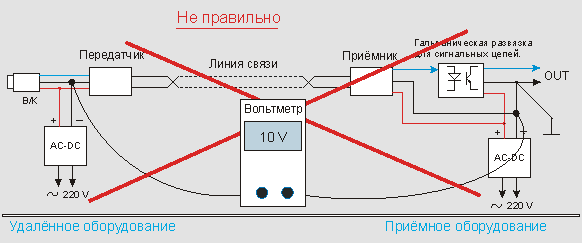 Не правильно
Передатчик
Линия связи
Приёмник
Гальваническая развязка
для сигнальных цепей.
В/К
OUT
Вольтметр
10 V
+ −
AC-DC
+ −
AC-DC
~ 220 V
~ 220 V
Удалённое оборудование
Приёмное оборудование